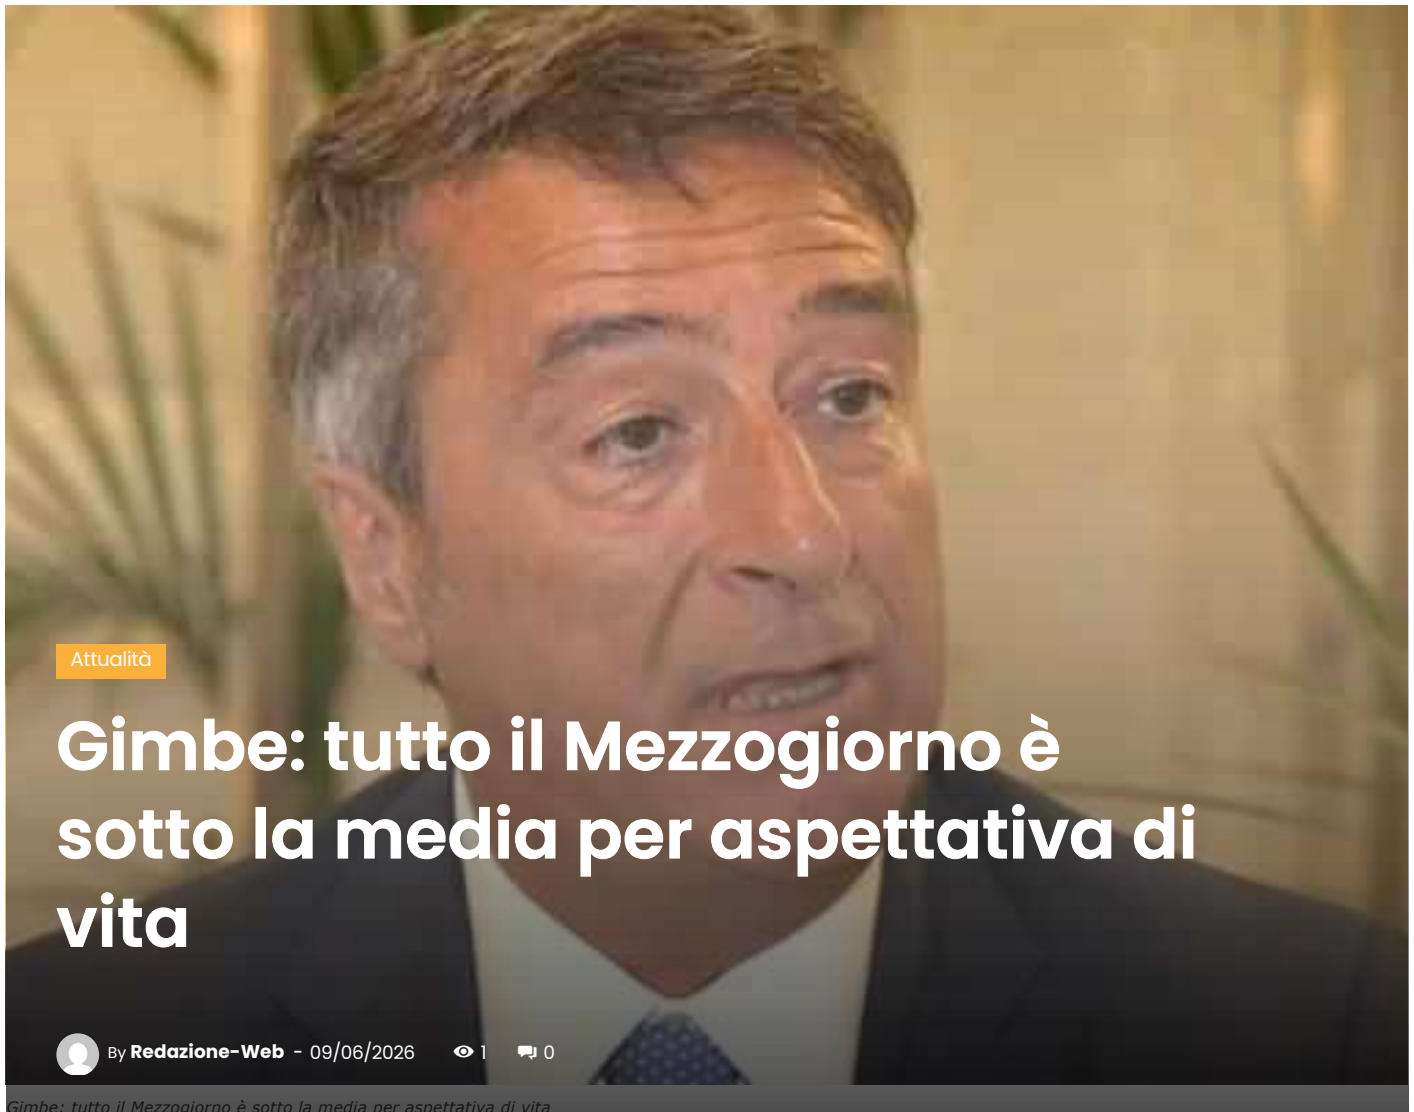 Attualità
Gimbe: tutto il Mezzogiorno è
sotto la media per aspettativa di
vita
By Redazione-Web - 09/06/2026 1 0
Gimbe: tutto il Mezzogiorno è sotto la media per aspettativa di vita